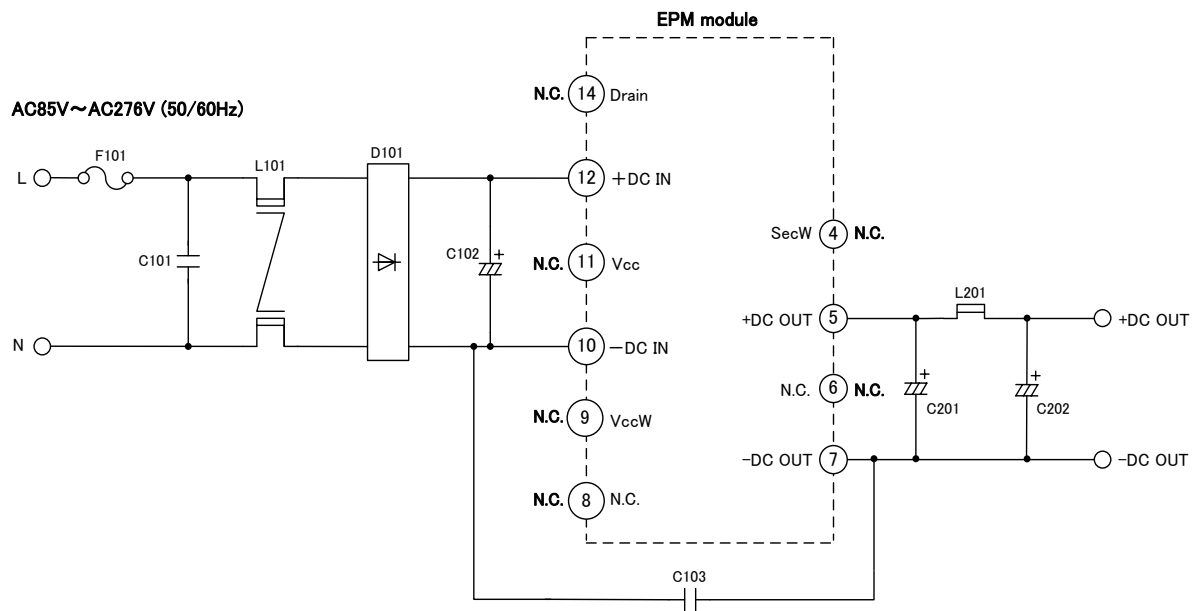 EPM module
N.C. 14 Drain
AC85V～AC276V (50/60Hz)
F101
L101
D101
L
12 +DC IN
SecW 4 N.C.
C101
C102
+
N.C. 11 Vcc
L201
+DC OUT 5
+DC OUT
N
10 −DC IN
N.C. 6 N.C.
+
C201
+
C202
N.C. 9 VccW
−DC OUT 7
−DC OUT
N.C. 8 N.C.
C103